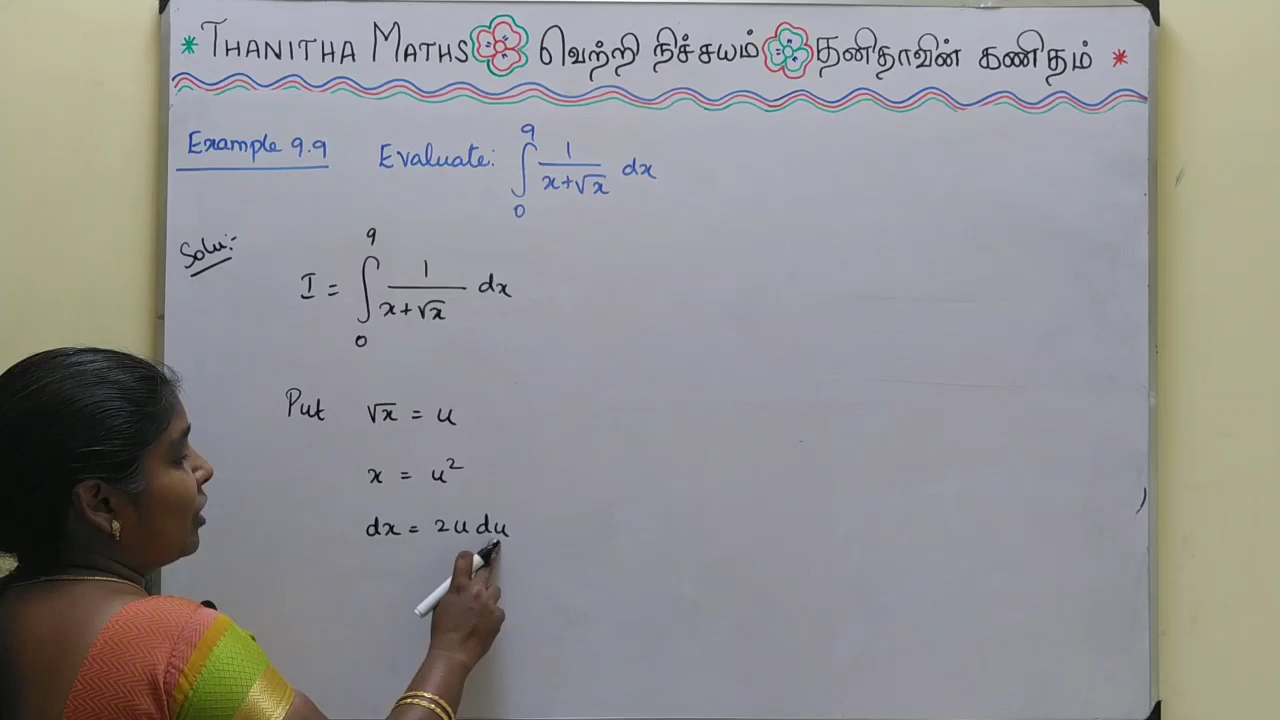 * THANITHA MATHS வெற்றி நிச்சயம் தனிதாவின் கணிதம் *
Example 9.9 Evaluate: ∫₀⁹ 1/(x+√x) dx
Solu:-
I = ∫₀⁹ 1/(x+√x) dx
Put √x = u
x = u²
dx = 2u du